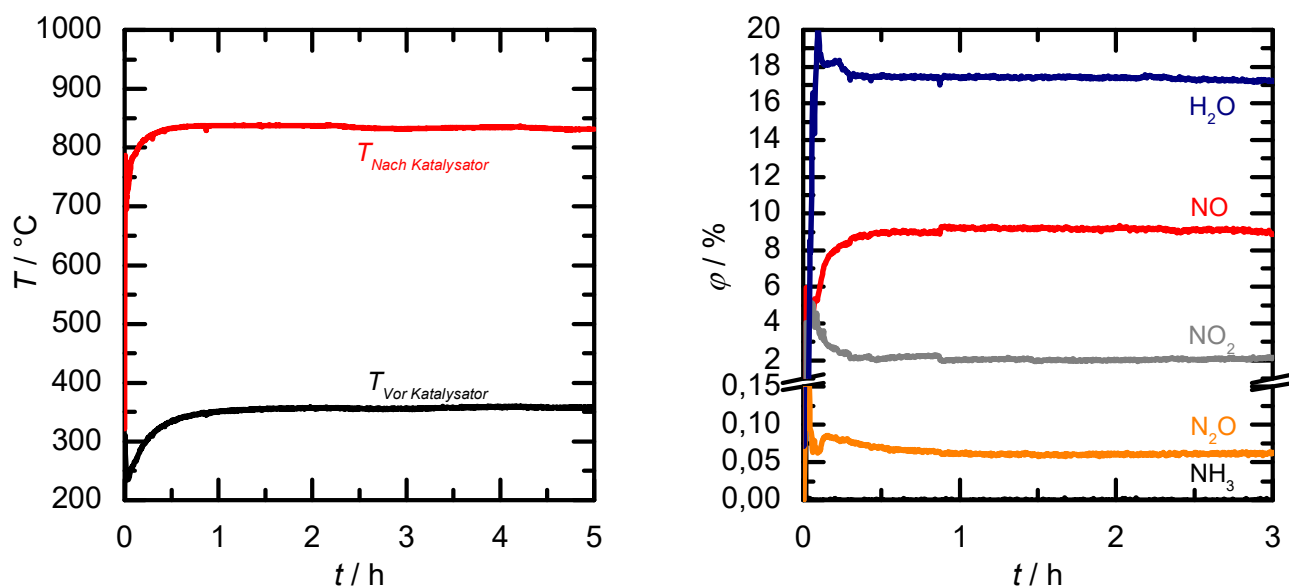 1000
900
800
700
600
500
400
300
200
T / °C
T Nach Katalysator
T Vor Katalysator
0 1 2 3 4 5
t / h
20
18
16
14
12
10
8
6
4
2
0,15
0,10
0,05
0,00
φ / %
H₂O
NO
NO₂
N₂O
NH₃
0 1 2 3
t / h